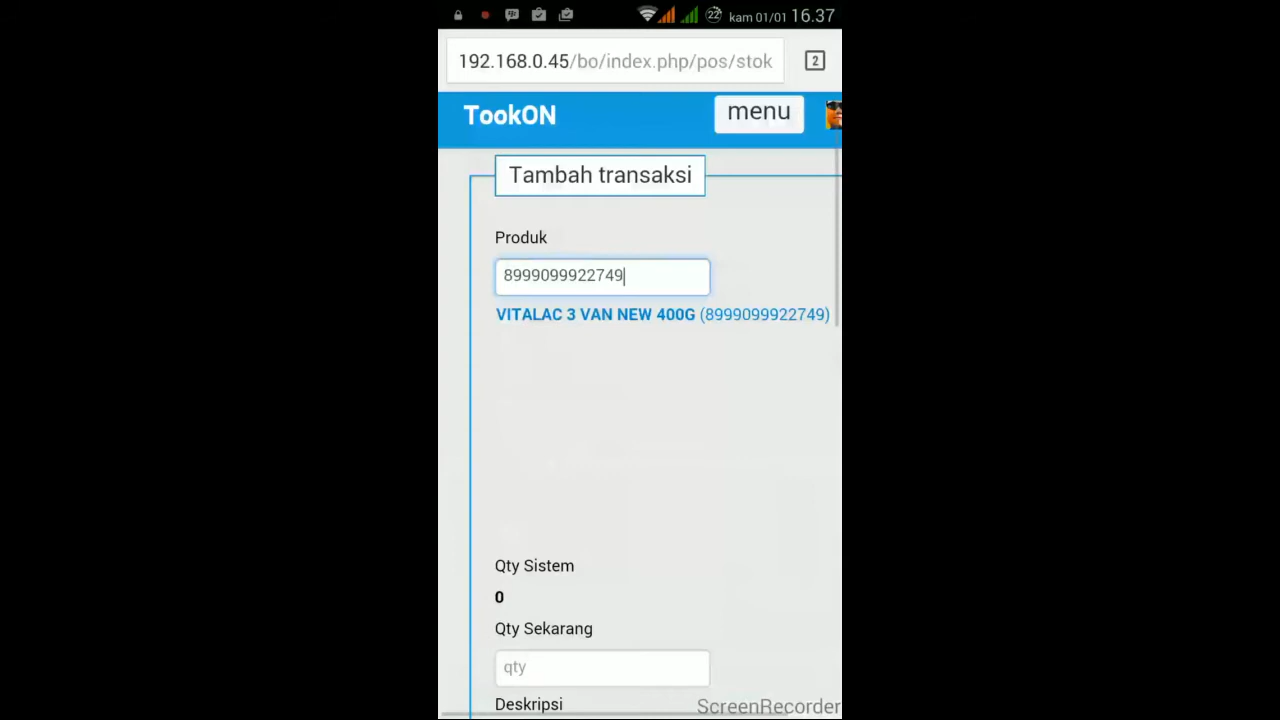 22 kam 01/01 16.37
192.168.0.45/bo/index.php/pos/stok 2
TookON menu
Tambah transaksi
Produk
8999099922749
VITALAC 3 VAN NEW 400G (8999099922749)
Qty Sistem
0
Qty Sekarang
qty
Deskripsi
ScreenRecorder